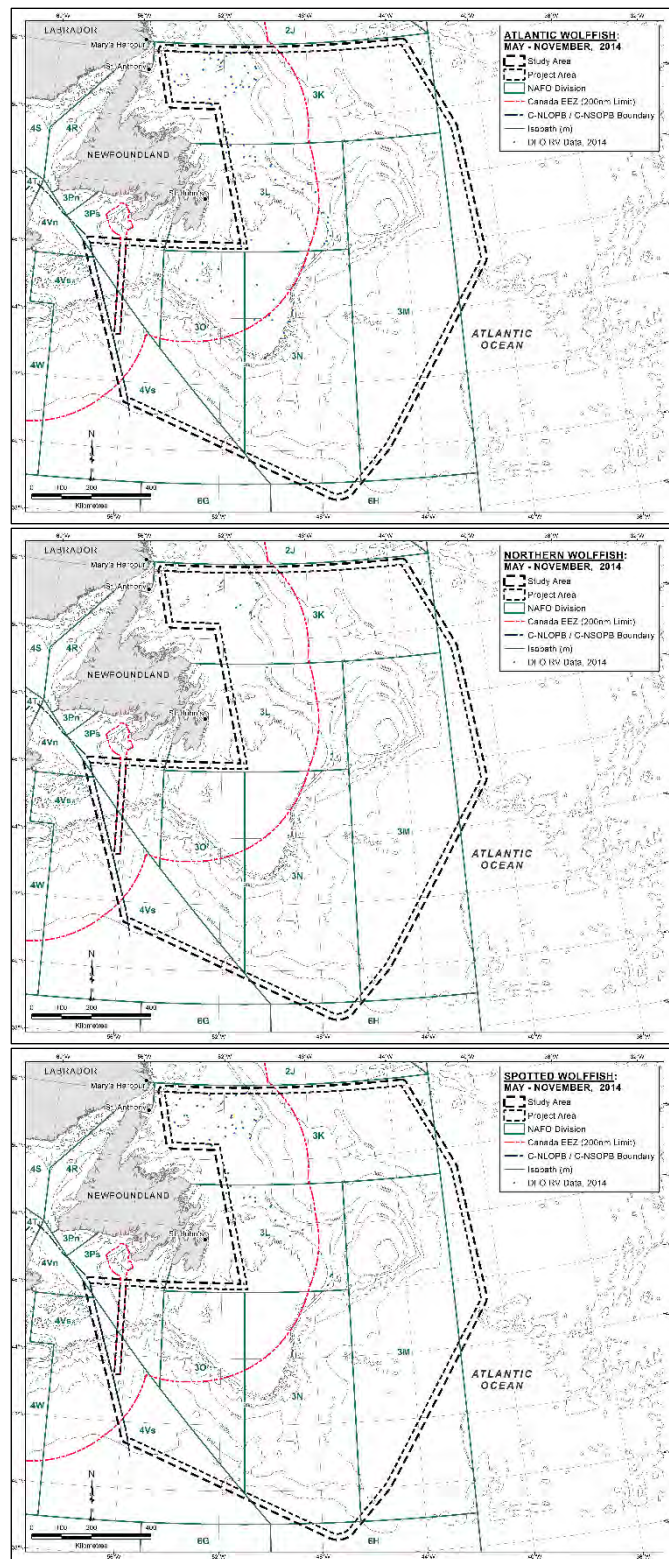 LABRADOR
Mary's Harbour
St. Anthony
2J
3K
4R
4S
NEWFOUNDLAND
St. John's
3L
3Pn
3Ps
4Vn
4Vs
4W
3O
3N
3M
4Vs
6G
6H
ATLANTIC
OCEAN
N
0 100 200 400
Kilometres
ATLANTIC WOLFFISH:
MAY - NOVEMBER, 2014
Study Area
Project Area
NAFO Division
Canada EEZ (200nm Limit)
C-NLOPB / C-NSOPB Boundary
Isobath (m)
DFO RV Data, 2014
LABRADOR
Mary's Harbour
St. Anthony
2J
3K
4R
4S
NEWFOUNDLAND
St. John's
3L
3Pn
3Ps
4Vn
4Vs
4W
3O
3N
3M
4Vs
6G
6H
ATLANTIC
OCEAN
N
0 100 200 400
Kilometres
NORTHERN WOLFFISH:
MAY - NOVEMBER, 2014
Study Area
Project Area
NAFO Division
Canada EEZ (200nm Limit)
C-NLOPB / C-NSOPB Boundary
Isobath (m)
DFO RV Data, 2014
LABRADOR
Mary's Harbour
St. Anthony
2J
3K
4R
4S
NEWFOUNDLAND
St. John's
3L
3Pn
3Ps
4Vn
4Vs
4W
3O
3N
3M
4Vs
6G
6H
ATLANTIC
OCEAN
N
0 100 200 400
Kilometres
SPOTTED WOLFFISH:
MAY - NOVEMBER, 2014
Study Area
Project Area
NAFO Division
Canada EEZ (200nm Limit)
C-NLOPB / C-NSOPB Boundary
Isobath (m)
DFO RV Data, 2014